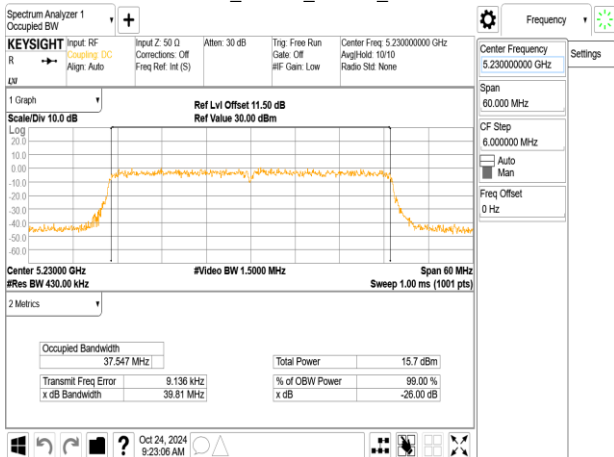 Spectrum Analyzer 1
Occupied BW
Frequency
KEYSIGHT
R
LXI
Input: RF
Coupling: DC
Align: Auto
Input Z: 50 Ω
Corrections: Off
Freq Ref: Int (S)
Atten: 30 dB
Trig: Free Run
Gate: Off
#IF Gain: Low
Center Freq: 5.230000000 GHz
Avg|Hold: 10/10
Radio Std: None
Center Frequency
5.230000000 GHz
Settings
Span
60.000 MHz
CF Step
6.000000 MHz
Auto
Man
Freq Offset
0 Hz
1 Graph
Scale/Div 10.0 dB
Ref Lvl Offset 11.50 dB
Ref Value 30.00 dBm
Log
20.0
10.0
0.00
-10.0
-20.0
-30.0
-40.0
-50.0
-60.0
Center 5.23000 GHz
#Res BW 430.00 kHz
#Video BW 1.5000 MHz
Span 60 MHz
Sweep 1.00 ms (1001 pts)
2 Metrics
Occupied Bandwidth
37.547 MHz
Total Power 15.7 dBm
Transmit Freq Error 9.136 kHz
% of OBW Power 99.00 %
x dB Bandwidth 39.81 MHz
x dB -26.00 dB
?
Oct 24, 2024
9:23:06 AM